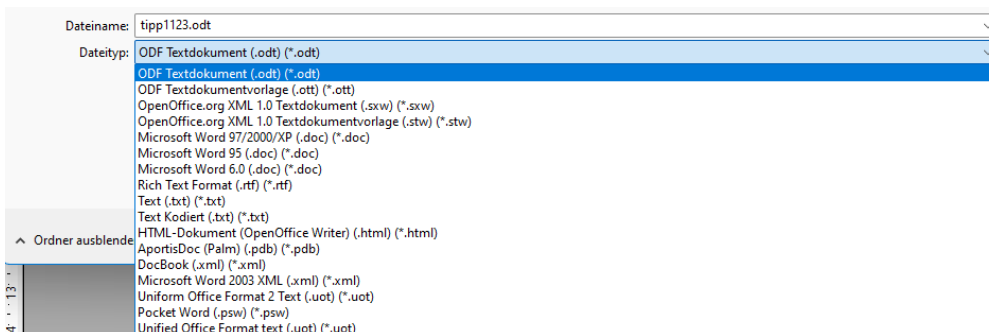 Dateiname: tipp1123.odt
Dateityp: ODF Textdokument (.odt) (*.odt)
ODF Textdokument (.odt) (*.odt)
ODF Textdokumentvorlage (.ott) (*.ott)
OpenOffice.org XML 1.0 Textdokument (.sxw) (*.sxw)
OpenOffice.org XML 1.0 Textdokumentvorlage (.stw) (*.stw)
Microsoft Word 97/2000/XP (.doc) (*.doc)
Microsoft Word 95 (.doc) (*.doc)
Microsoft Word 6.0 (.doc) (*.doc)
Rich Text Format (.rtf) (*.rtf)
Text (.txt) (*.txt)
Text Kodiert (.txt) (*.txt)
HTML-Dokument (OpenOffice Writer) (.html) (*.html)
Ordner ausblende
AportisDoc (Palm) (.pdb) (*.pdb)
DocBook (.xml) (*.xml)
Microsoft Word 2003 XML (.xml) (*.xml)
13
Uniform Office Format 2 Text (.uot) (*.uot)
Pocket Word (.psw) (*.psw)
Unified Office Format text (.uot) (*.uot)